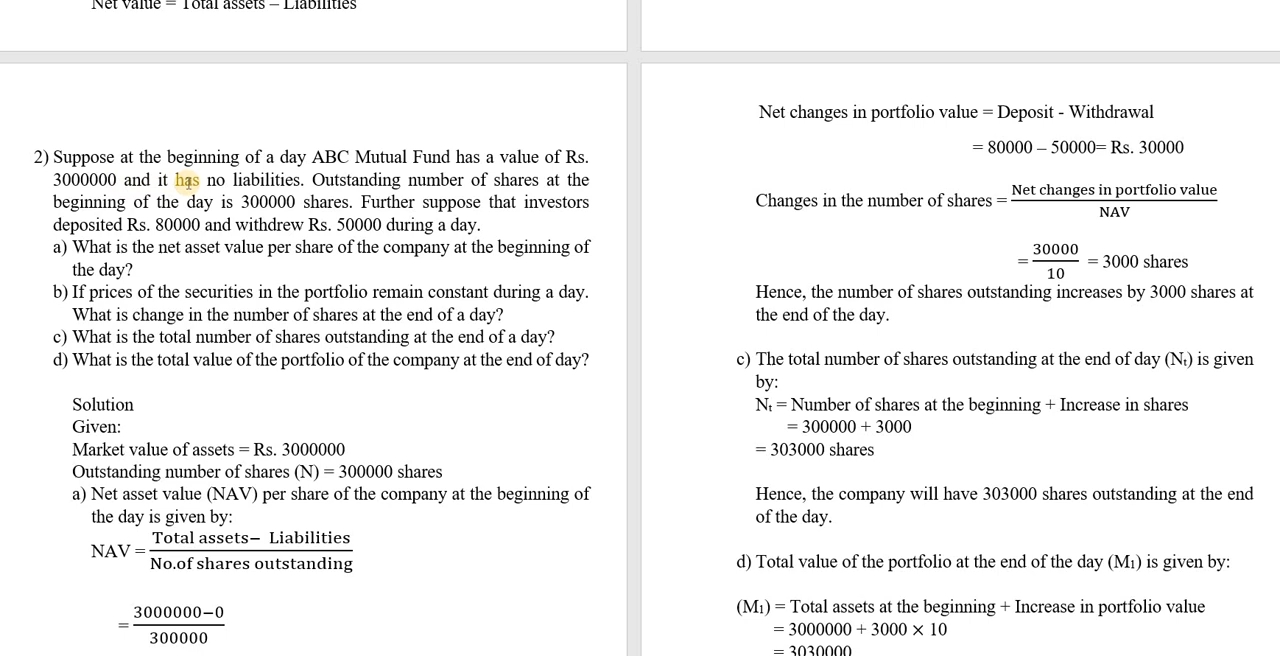 Net value = Total assets – Liabilities
2) Suppose at the beginning of a day ABC Mutual Fund has a value of Rs.
3000000 and it has no liabilities. Outstanding number of shares at the
beginning of the day is 300000 shares. Further suppose that investors
deposited Rs. 80000 and withdrew Rs. 50000 during a day.
a) What is the net asset value per share of the company at the beginning of
the day?
b) If prices of the securities in the portfolio remain constant during a day.
What is change in the number of shares at the end of a day?
c) What is the total number of shares outstanding at the end of a day?
d) What is the total value of the portfolio of the company at the end of day?
Solution
Given:
Market value of assets = Rs. 3000000
Outstanding number of shares (N) = 300000 shares
a) Net asset value (NAV) per share of the company at the beginning of
the day is given by:
NAV = Total assets– Liabilities / No.of shares outstanding
= 3000000–0 / 300000
Net changes in portfolio value = Deposit - Withdrawal
= 80000 – 50000= Rs. 30000
Changes in the number of shares = Net changes in portfolio value / NAV
= 30000 / 10 = 3000 shares
Hence, the number of shares outstanding increases by 3000 shares at
the end of the day.
c) The total number of shares outstanding at the end of day (Nₜ) is given
by:
Nₜ = Number of shares at the beginning + Increase in shares
= 300000 + 3000
= 303000 shares
Hence, the company will have 303000 shares outstanding at the end
of the day.
d) Total value of the portfolio at the end of the day (M₁) is given by:
(M₁) = Total assets at the beginning + Increase in portfolio value
= 3000000 + 3000 × 10
= 3030000